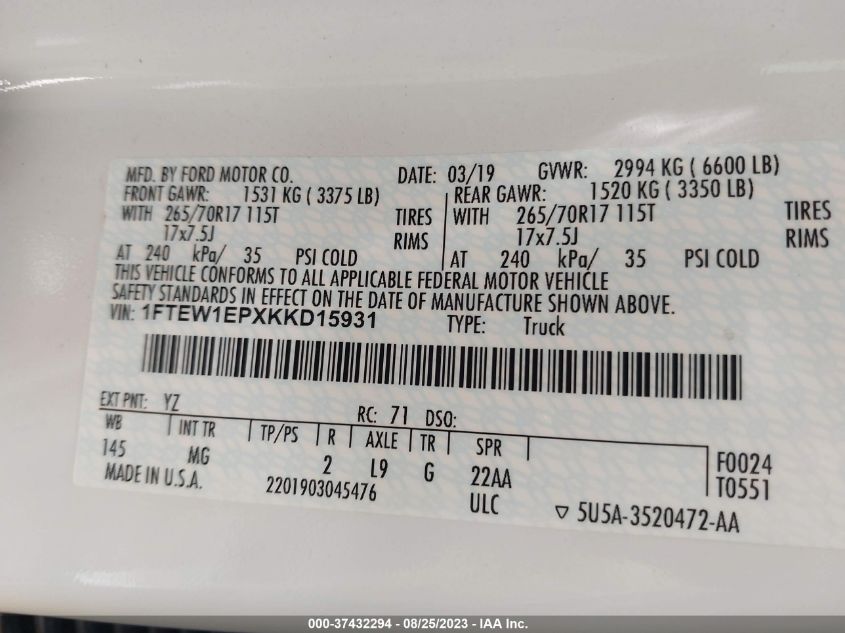 MFD. BY FORD MOTOR CO. DATE: 03/19 GVWR: 2994 KG ( 6600 LB)
FRONT GAWR: 1531 KG ( 3375 LB) REAR GAWR: 1520 KG ( 3350 LB)
WITH 265/70R17 115T TIRES WITH 265/70R17 115T TIRES
17x7.5J RIMS 17x7.5J RIMS
AT 240 kPa/ 35 PSI COLD AT 240 kPa/ 35 PSI COLD
THIS VEHICLE CONFORMS TO ALL APPLICABLE FEDERAL MOTOR VEHICLE
SAFETY STANDARDS IN EFFECT ON THE DATE OF MANUFACTURE SHOWN ABOVE.
VIN: 1FTEW1EPXKKD15931 TYPE: Truck
EXT PNT: YZ RC: 71 DSO:
WB INT TR TP/PS R AXLE TR SPR
145 MG 2 L9 G 22AA F0024
MADE IN U.S.A. 2201903045476 ULC T0551
▽ 5U5A-3520472-AA
000-37432294 - 08/25/2023 - IAA Inc.